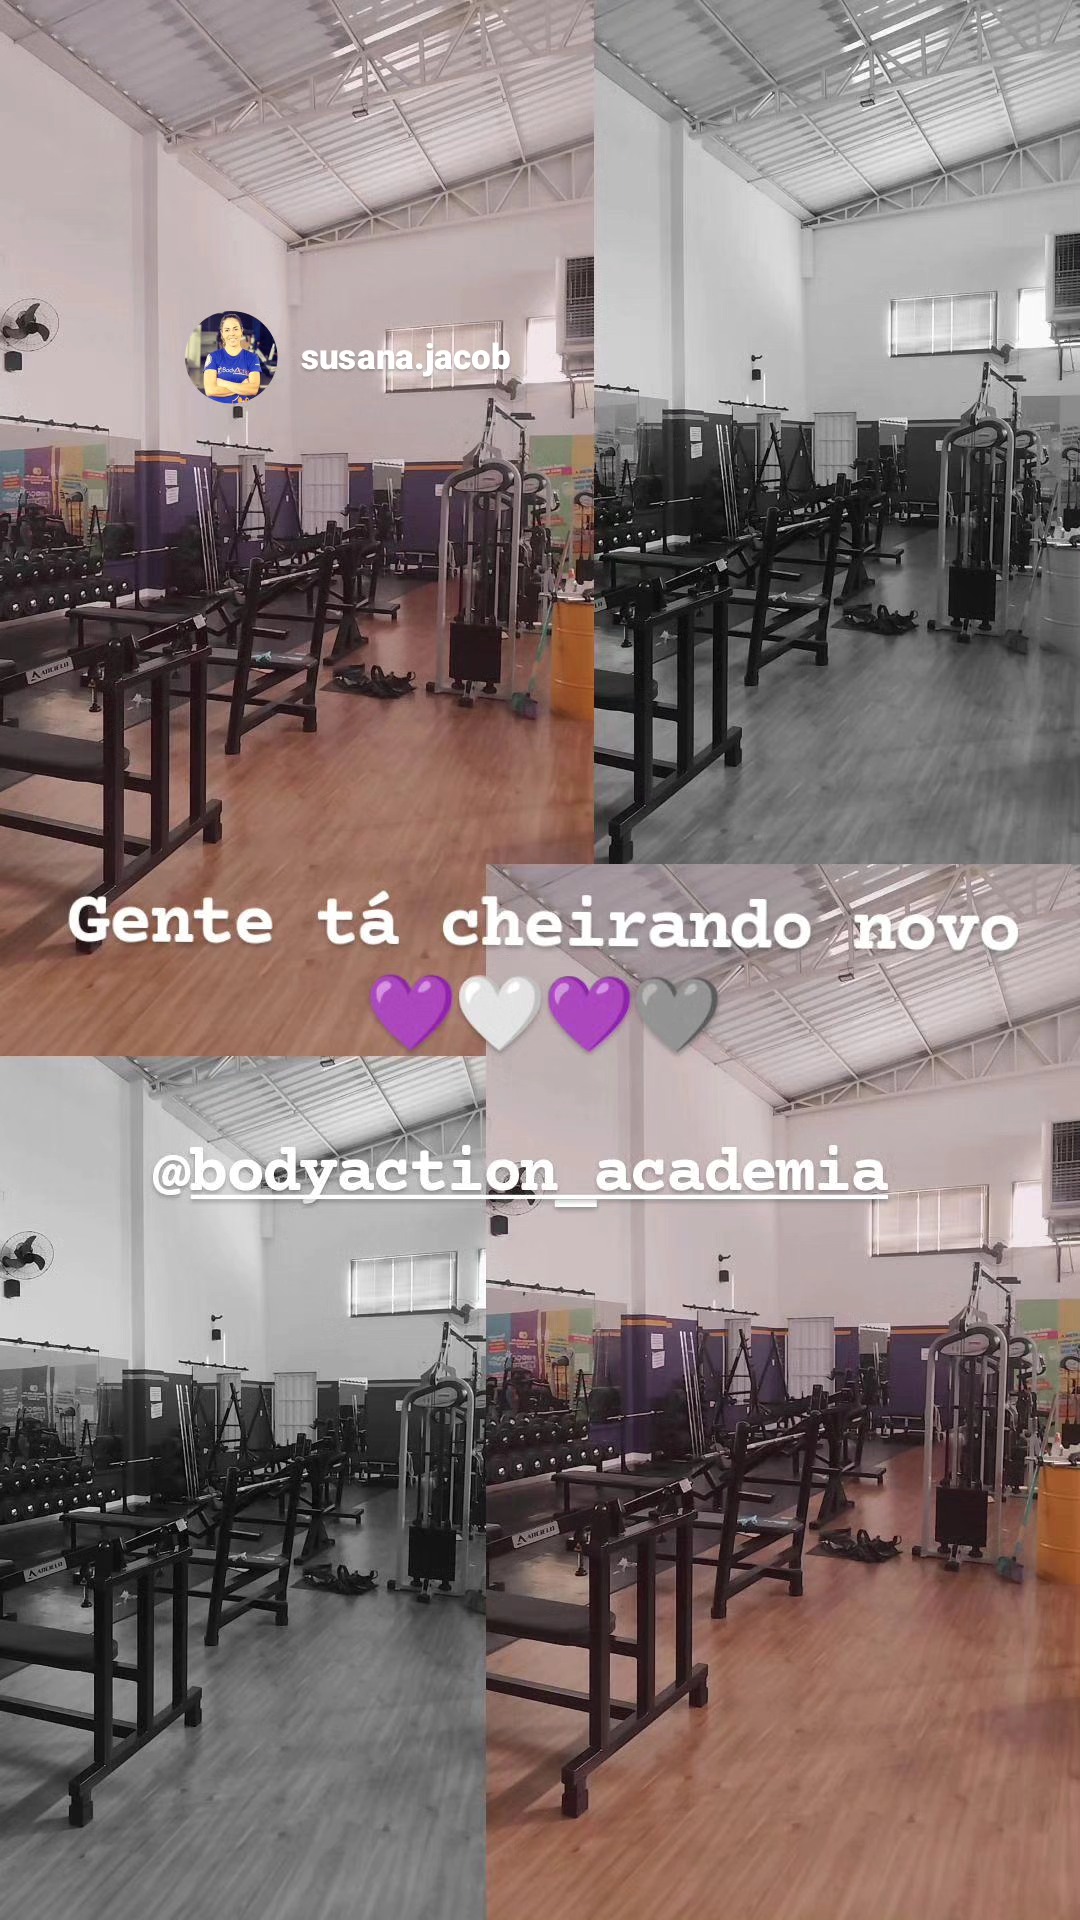 susana.jacob
Gente tá cheirando novo
💜🤍💜🩶
@bodyaction_academia